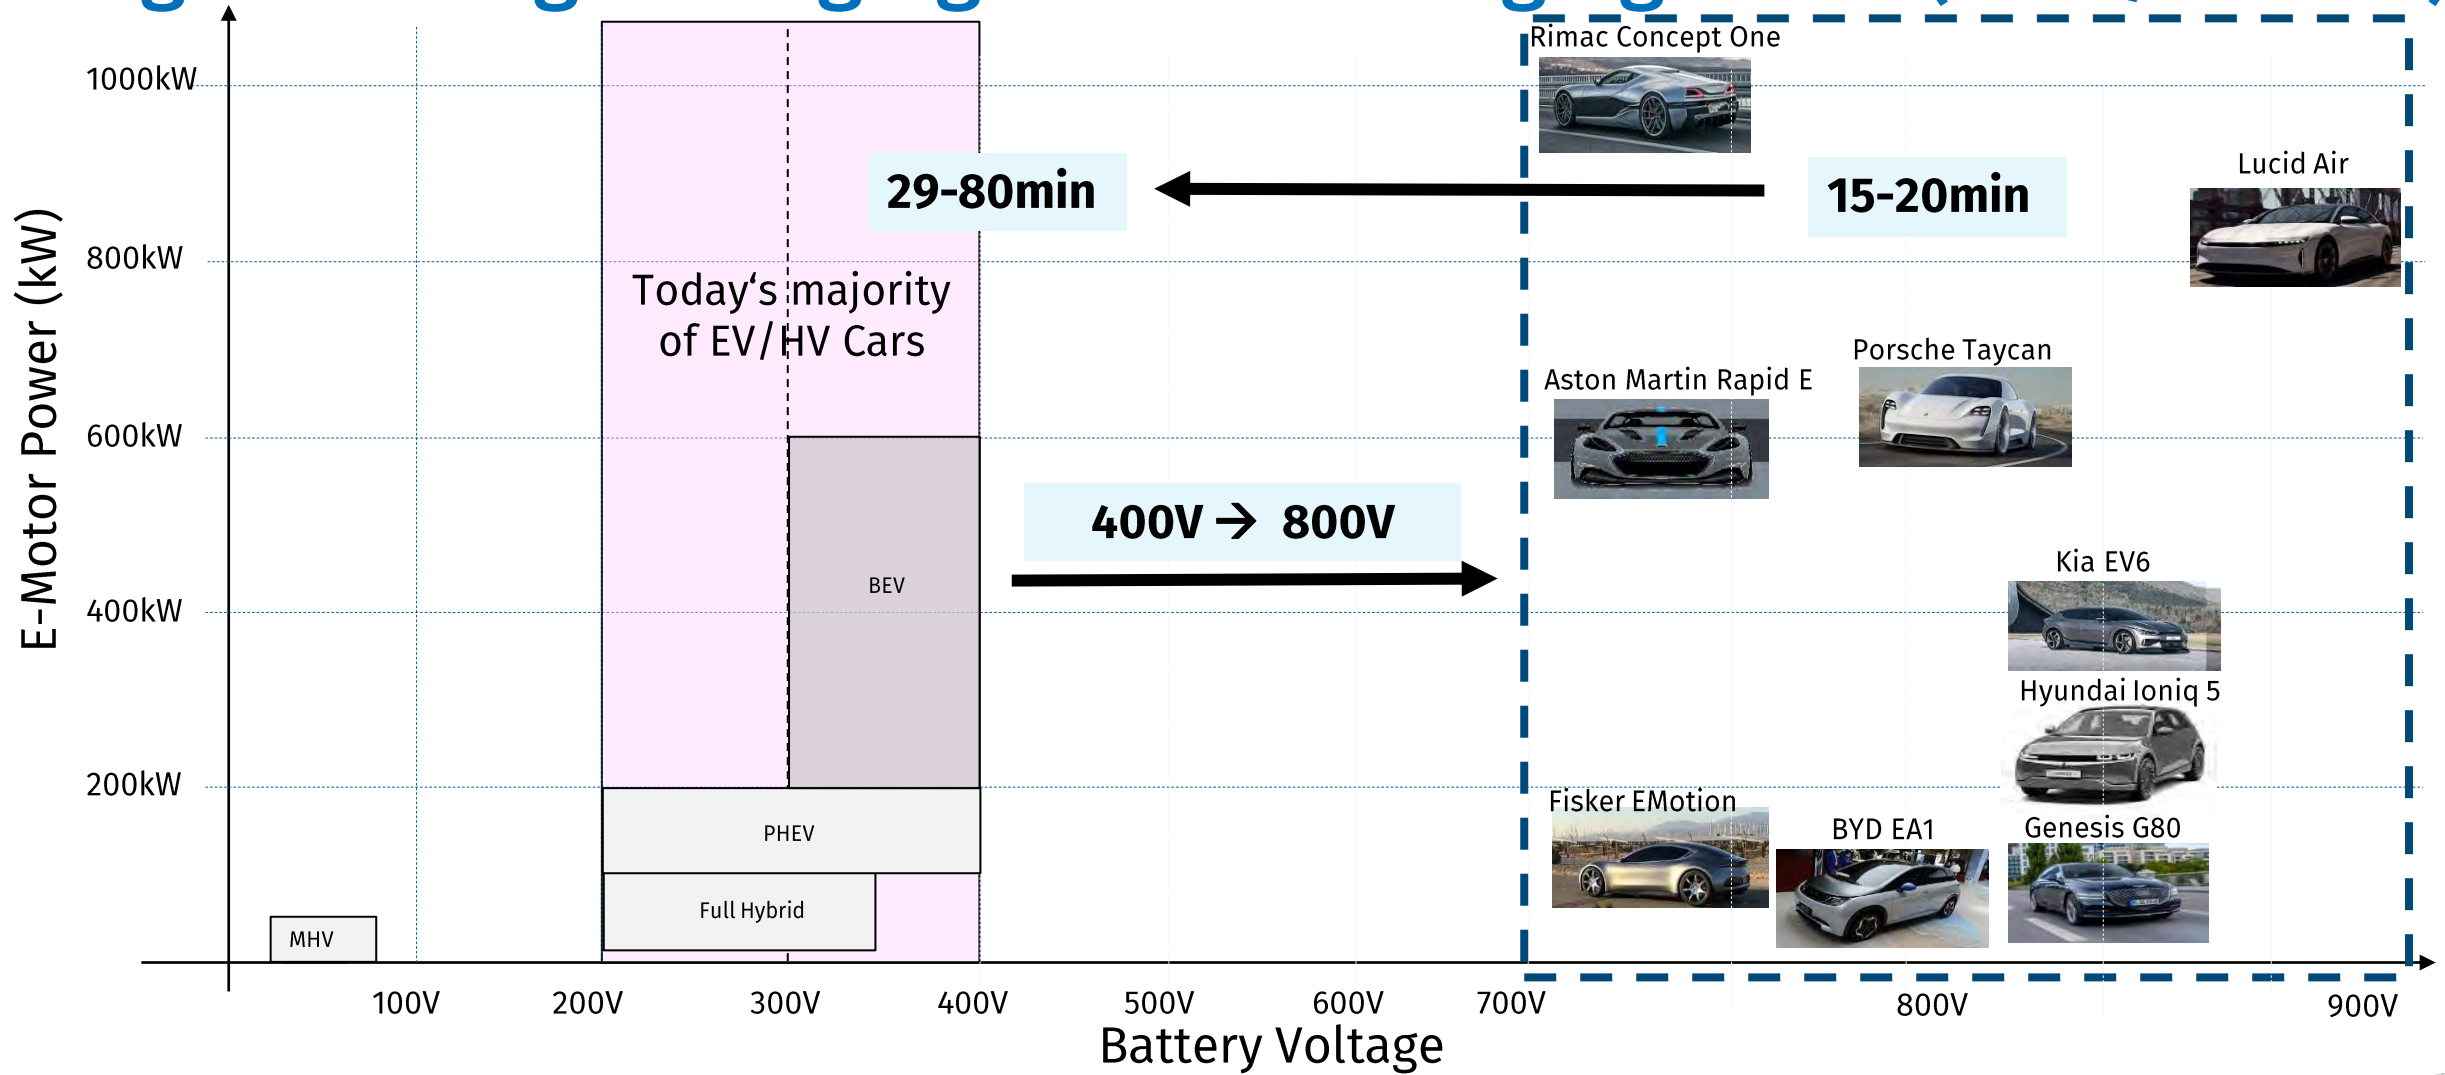 1000kW
800kW
600kW
400kW
200kW
E-Motor Power (kW)
29-80min
15-20min
Today‘s majority
of EV/HV Cars
400V → 800V
BEV
PHEV
Full Hybrid
MHV
Rimac Concept One
Lucid Air
Porsche Taycan
Aston Martin Rapid E
Kia EV6
Hyundai Ioniq 5
Fisker EMotion
BYD EA1
Genesis G80
100V 200V 300V 400V 500V 600V 700V 800V 900V
Battery Voltage